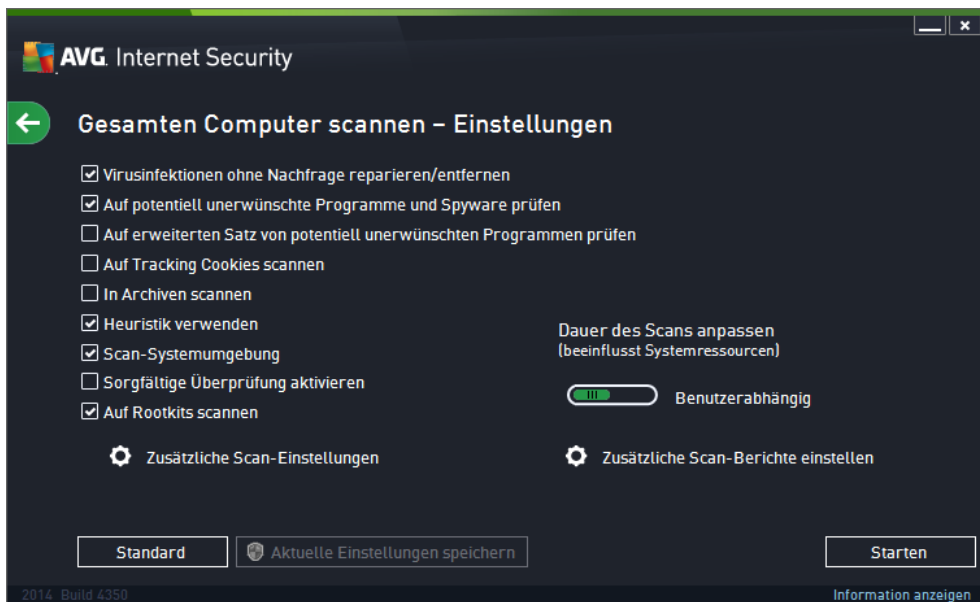 AVG. Internet Security
Gesamten Computer scannen – Einstellungen
Virusinfektionen ohne Nachfrage reparieren/entfernen
Auf potentiell unerwünschte Programme und Spyware prüfen
Auf erweiterten Satz von potentiell unerwünschten Programmen prüfen
Auf Tracking Cookies scannen
In Archiven scannen
Heuristik verwenden
Scan-Systemumgebung
Sorgfältige Überprüfung aktivieren
Auf Rootkits scannen
Dauer des Scans anpassen
(beeinflusst Systemressourcen)
Benutzerabhängig
Zusätzliche Scan-Einstellungen
Zusätzliche Scan-Berichte einstellen
Standard
Aktuelle Einstellungen speichern
Starten
2014 Build 4350
Information anzeigen